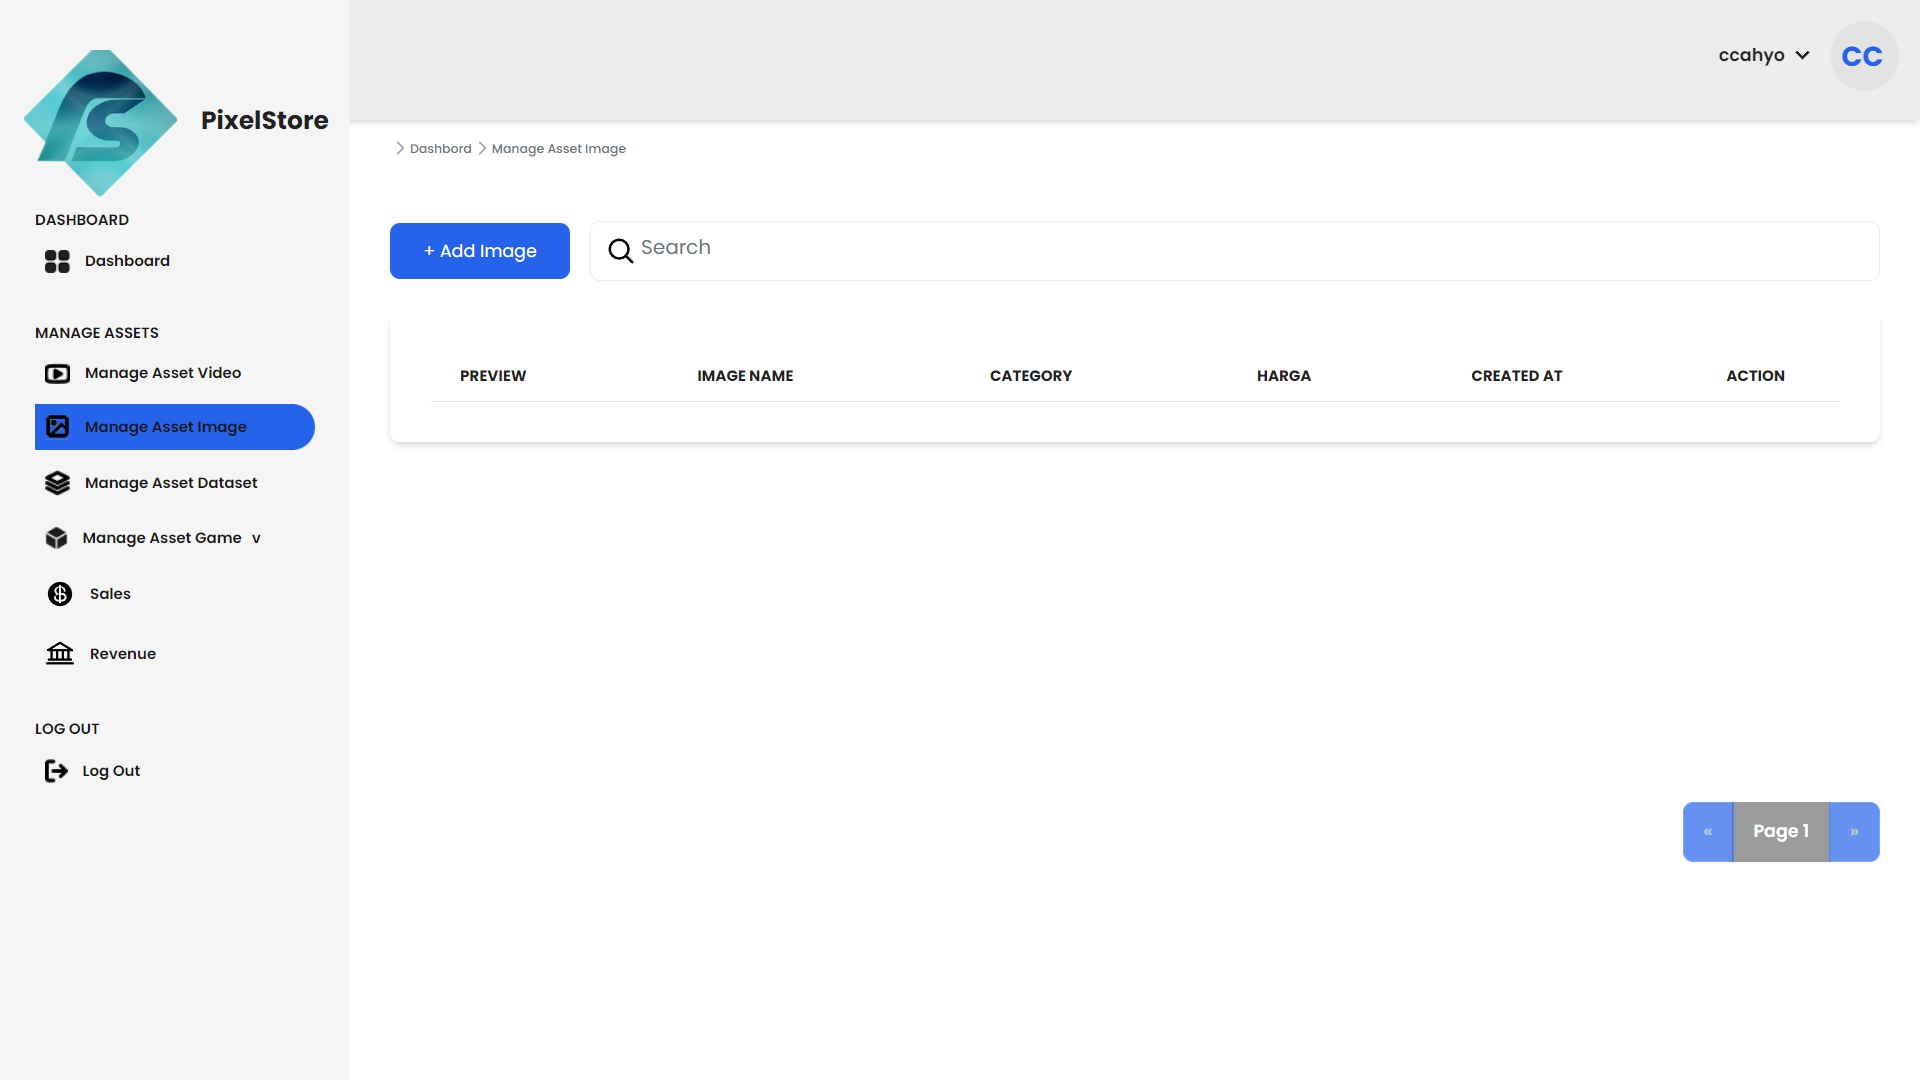 PixelStore
DASHBOARD
Dashboard
MANAGE ASSETS
Manage Asset Video
Manage Asset Image
Manage Asset Dataset
Manage Asset Game v
Sales
Revenue
LOG OUT
Log Out
ccahyo
CC
Dashbord
Manage Asset Image
+ Add Image
Search
PREVIEW IMAGE NAME CATEGORY HARGA CREATED AT ACTION
« Page 1 »